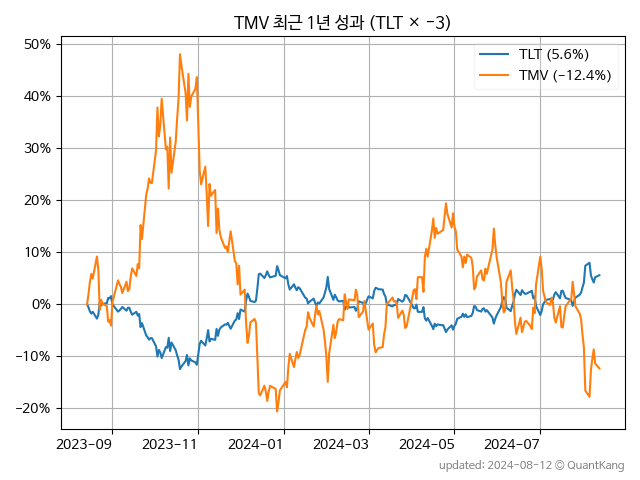 TMV 최근 1년 성과 (TLT × −3)
50%
40%
30%
20%
10%
0%
−10%
−20%
TLT (5.6%)
TMV (−12.4%)
2023-09 2023-11 2024-01 2024-03 2024-05 2024-07
updated: 2024-08-12 © QuantKang